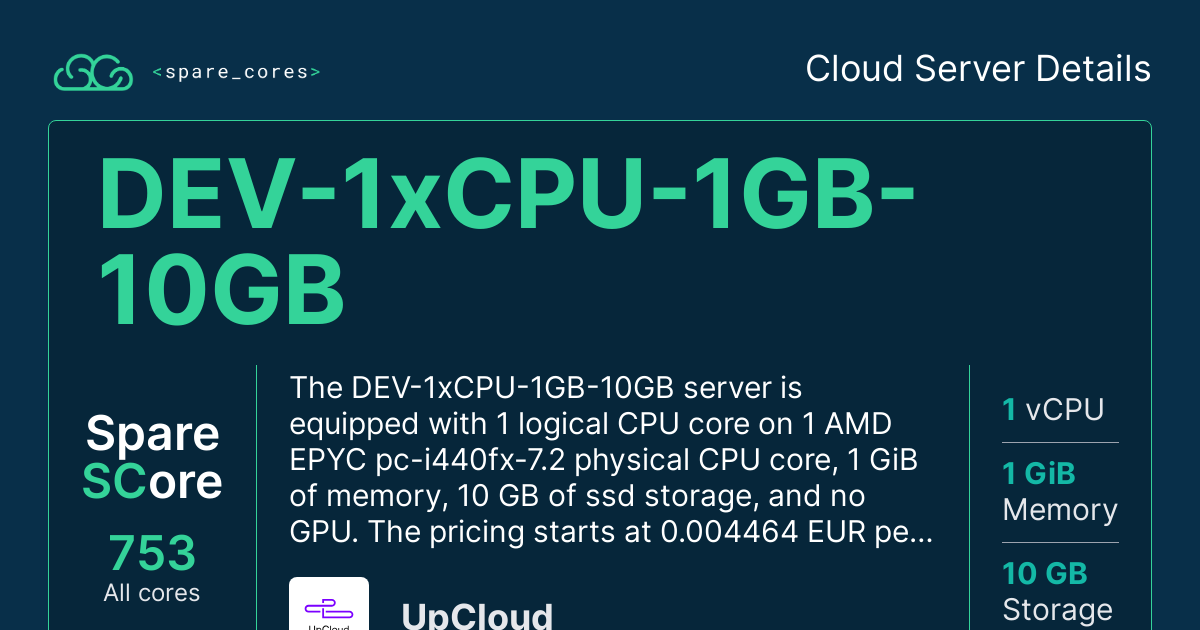 <spare_cores>
Cloud Server Details
DEV-1xCPU-1GB-
10GB
Spare
SCore
753
All cores
The DEV-1xCPU-1GB-10GB server is
equipped with 1 logical CPU core on 1 AMD
EPYC pc-i440fx-7.2 physical CPU core, 1 GiB
of memory, 10 GB of ssd storage, and no
GPU. The pricing starts at 0.004464 EUR pe...
UpCloud
UpCloud
1 vCPU
1 GiB
Memory
10 GB
Storage